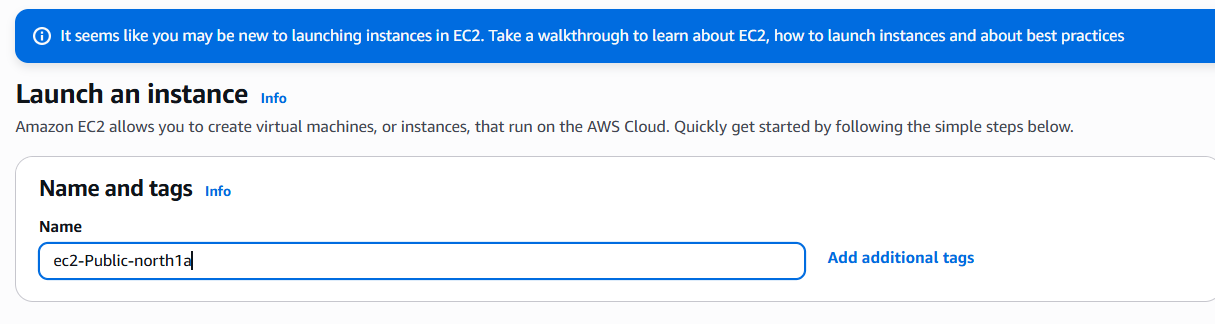 It seems like you may be new to launching instances in EC2. Take a walkthrough to learn about EC2, how to launch instances and about best practices
Launch an instance Info
Amazon EC2 allows you to create virtual machines, or instances, that run on the AWS Cloud. Quickly get started by following the simple steps below.
Name and tags Info
Name
ec2-Public-north1a
Add additional tags